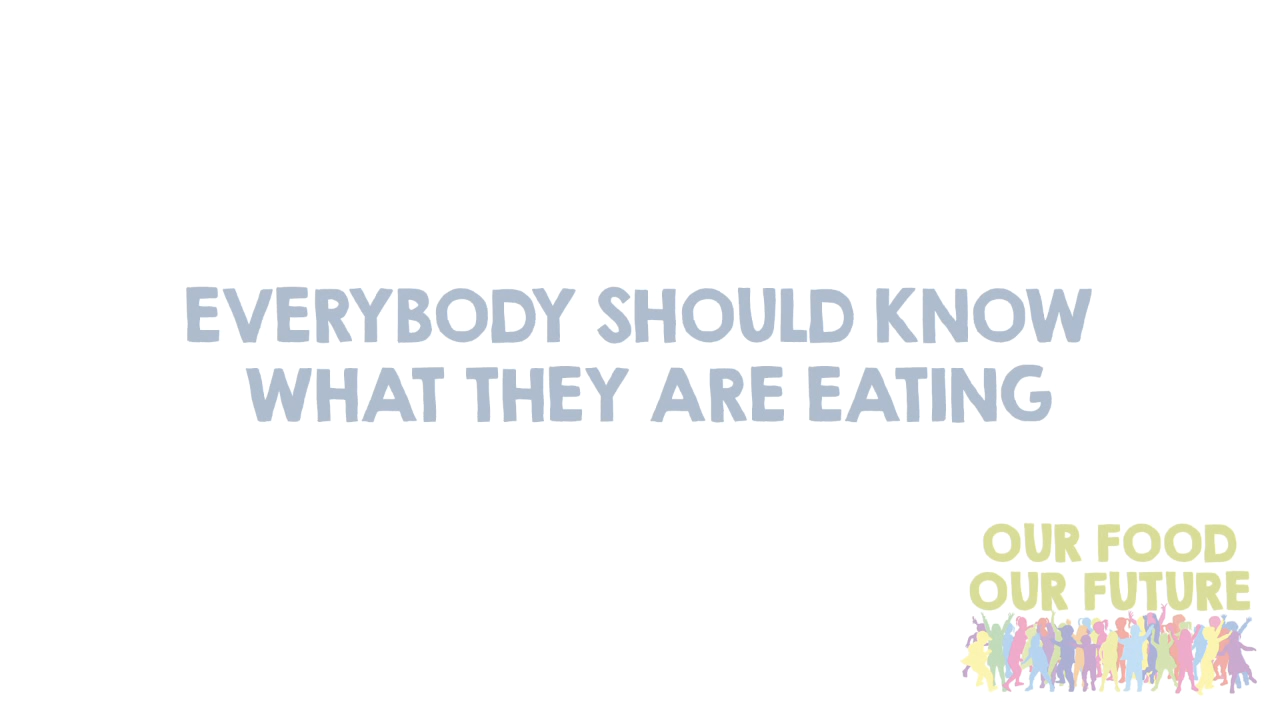 EVERYBODY SHOULD KNOW
WHAT THEY ARE EATING
OUR FOOD
OUR FUTURE